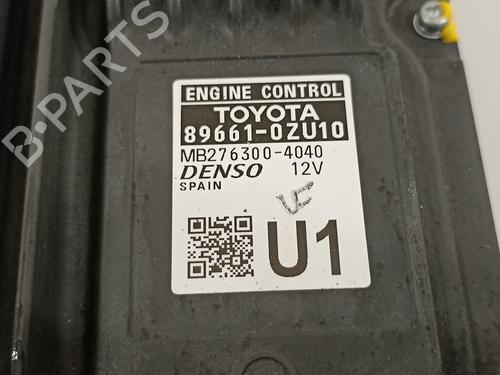 B-PARTS
ENGINE CONTROL
TOYOTA
89661-0ZU10
MB276300-4040
DENSO 12V
SPAIN
U1